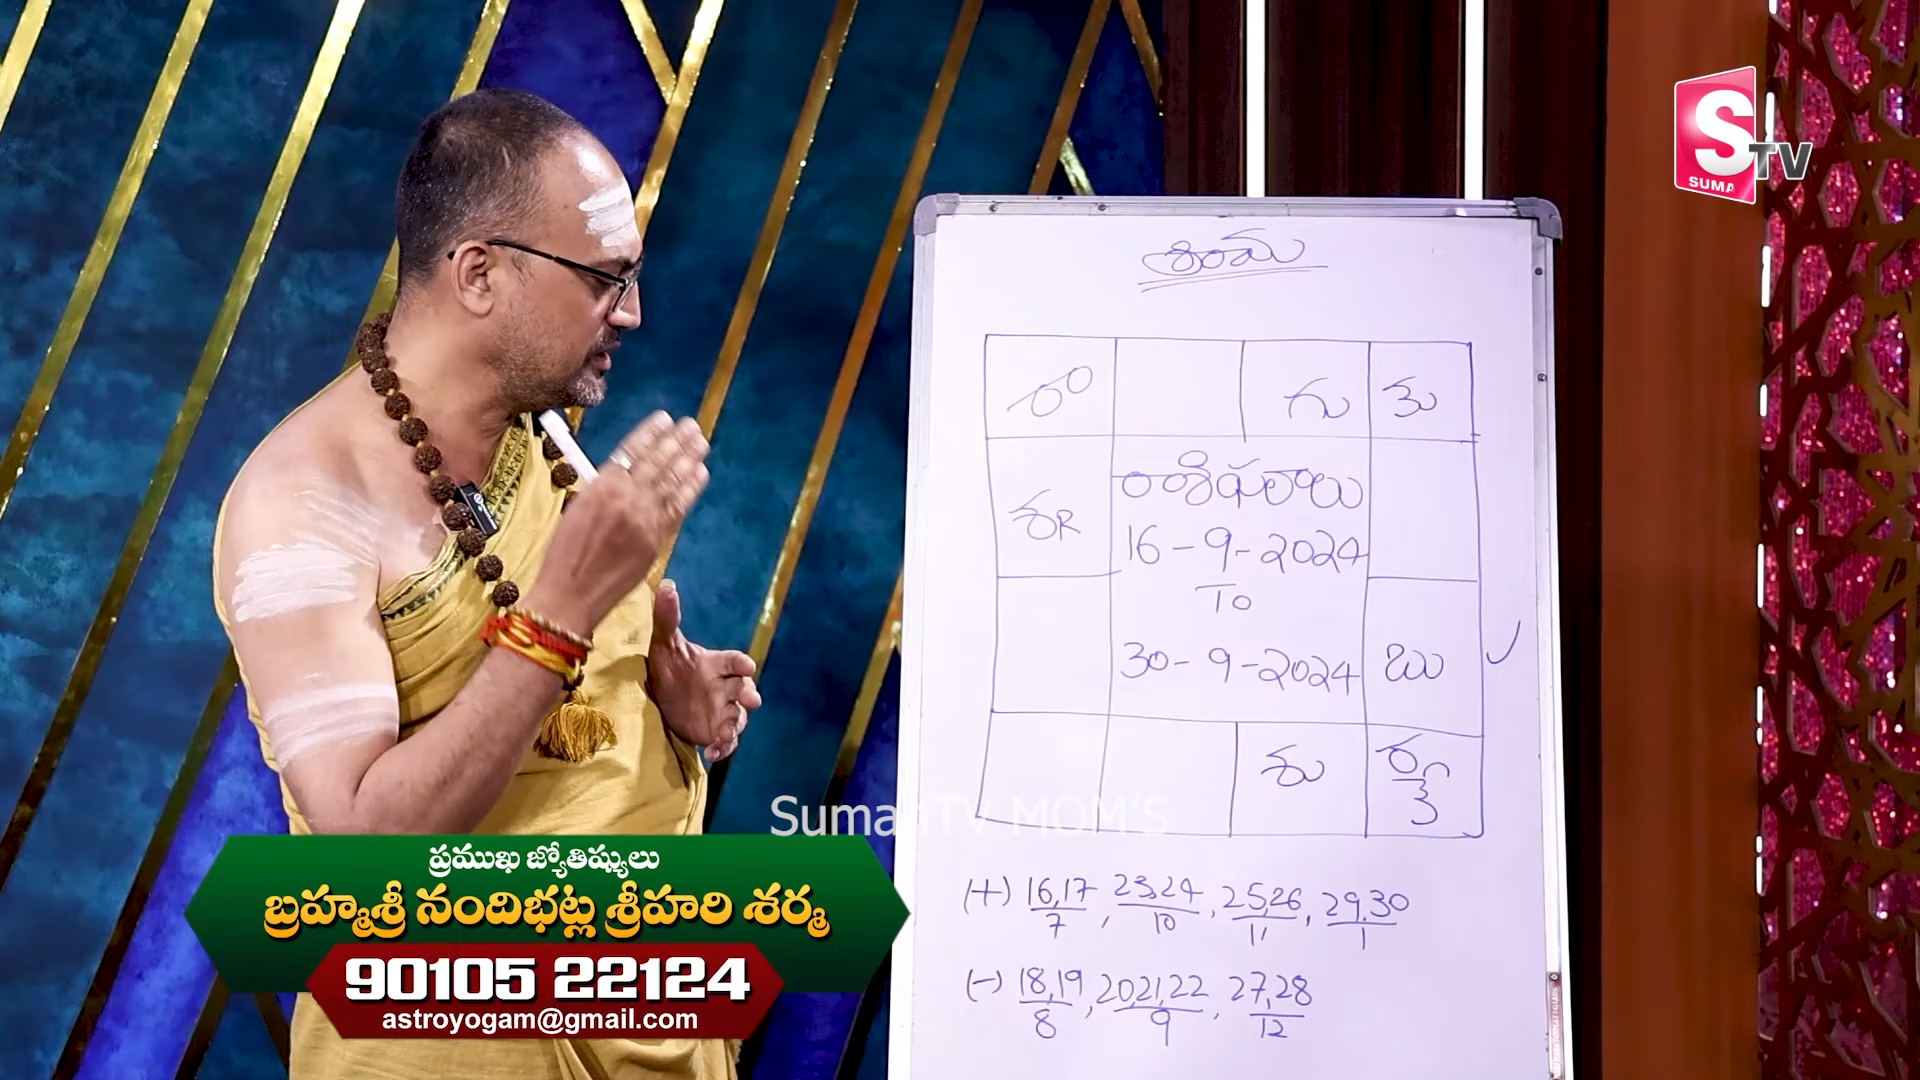 S
TV
SUMA
సింహ
రా
గు
కు
శR
రాశిఫలాలు
16-9-2024
To
30-9-2024
బు
శు
ర
కే
(+) 16,17/7, 23,24/10, 25,26/11, 29,30/1
(-) 18,19/8, 20,21,22/9, 27,28/12
SumanTV MOM'S
ప్రముఖ జ్యోతిష్యులు
బ్రహ్మశ్రీ నందిభట్ల శ్రీహరి శర్మ
90105 22124
astroyogam@gmail.com